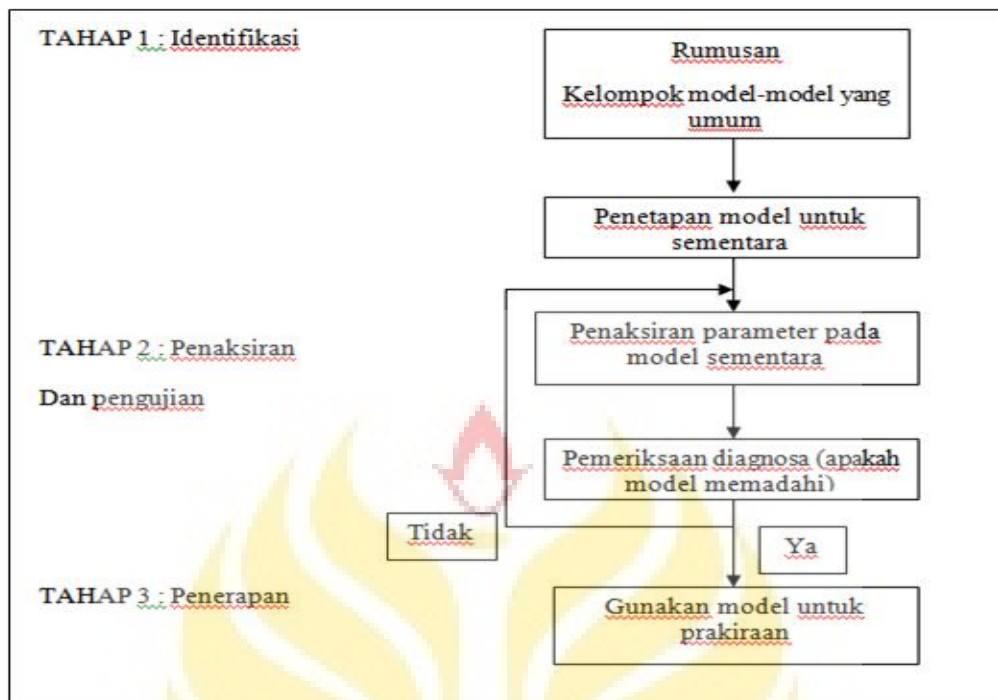 TAHAP 1 : Identifikasi
Rumusan
Kelompok model-model yang
umum
Penetapan model untuk
sementara
TAHAP 2 : Penaksiran
Dan pengujian
Penaksiran parameter pada
model sementara
Pemeriksaan diagnosa (apakah
model memadahi)
Tidak
Ya
TAHAP 3 : Penerapan
Gunakan model untuk
prakiraan